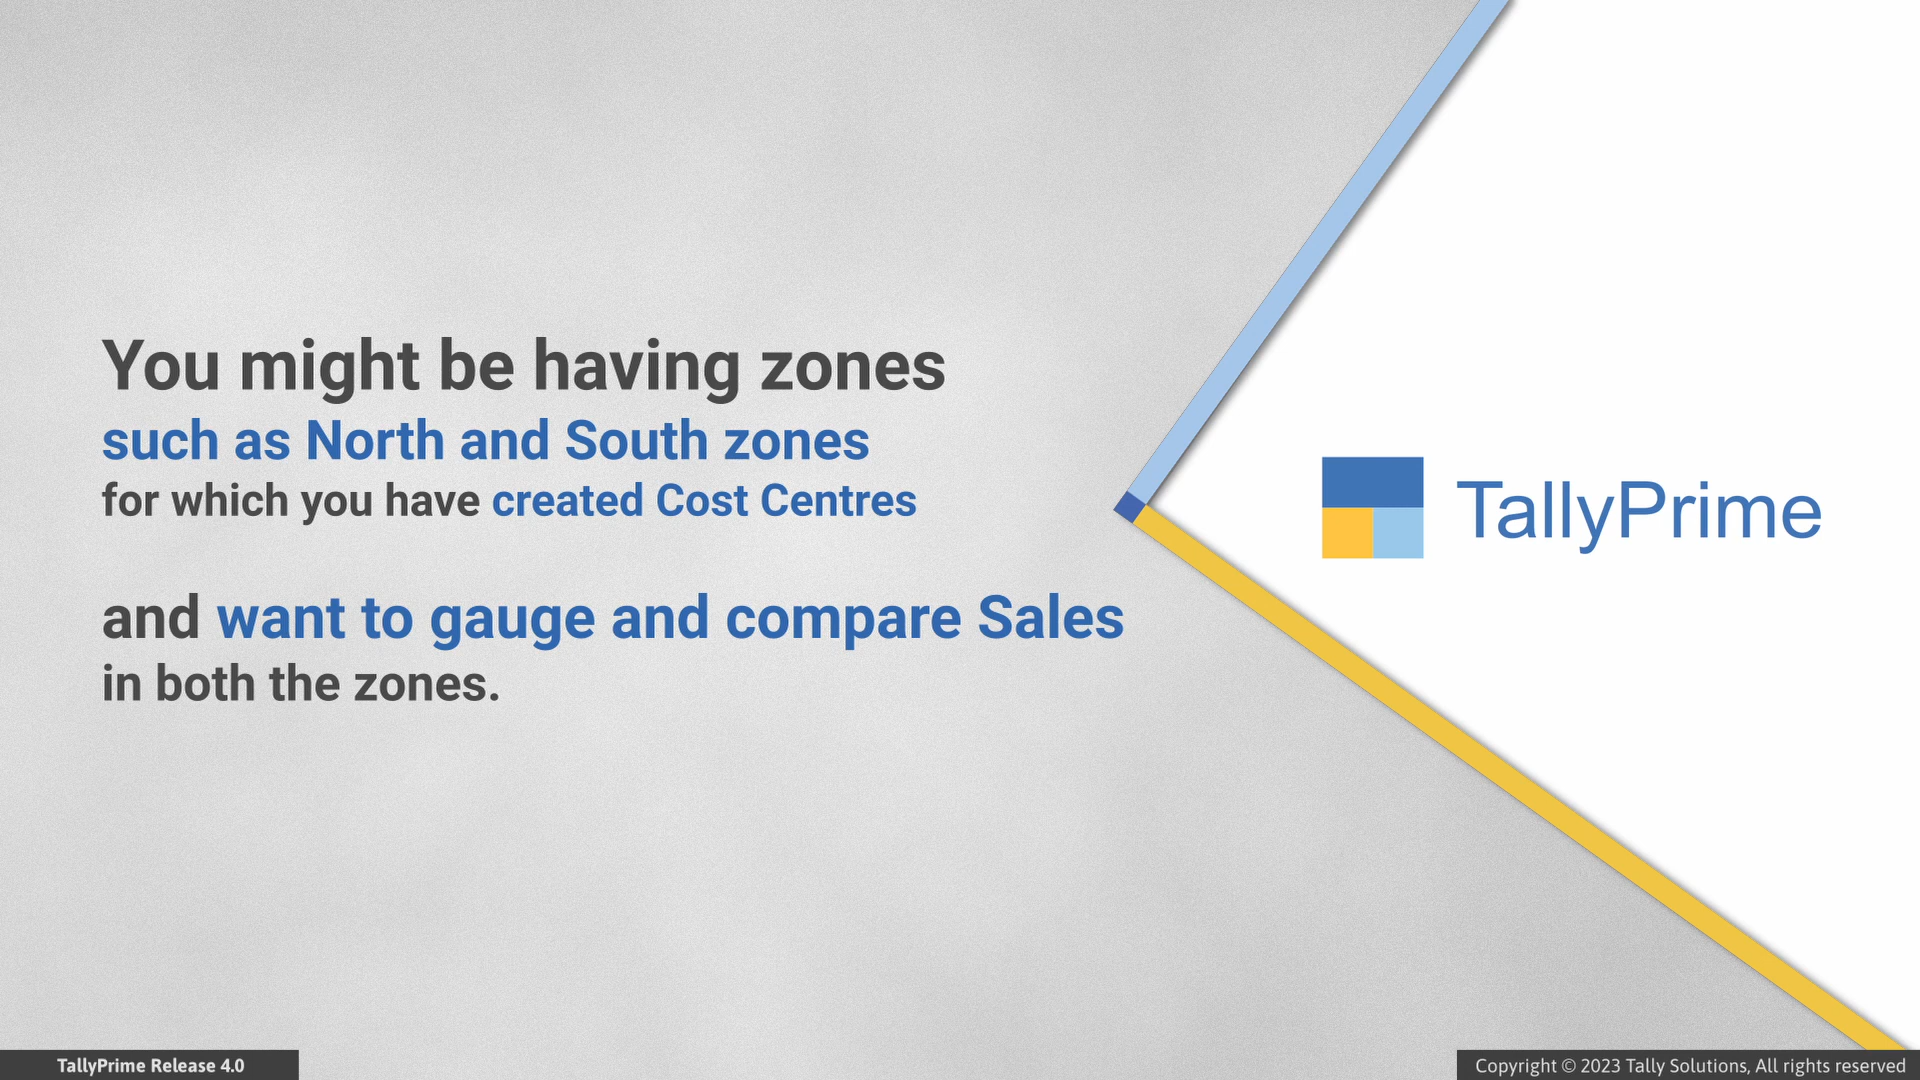 You might be having zones
such as North and South zones
for which you have created Cost Centres
and want to gauge and compare Sales
in both the zones.
TallyPrime
TallyPrime Release 4.0
Copyright © 2023 Tally Solutions, All rights reserved